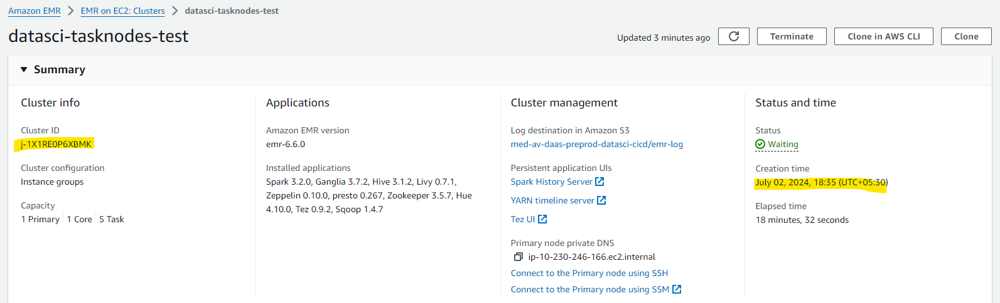 Amazon EMR > EMR on EC2: Clusters > datasci-tasknodes-test
datasci-tasknodes-test
Updated 3 minutes ago
Terminate
Clone in AWS CLI
Clone
Summary
Cluster info
Cluster ID
j-1X1RE0P6XBMK
Cluster configuration
Instance groups
Capacity
1 Primary | 1 Core | 5 Task
Applications
Amazon EMR version
emr-6.6.0
Installed applications
Spark 3.2.0, Ganglia 3.7.2, Hive 3.1.2, Livy 0.7.1,
Zeppelin 0.10.0, presto 0.267, Zookeeper 3.5.7, Hue
4.10.0, Tez 0.9.2, Sqoop 1.4.7
Cluster management
Log destination in Amazon S3
med-av-daas-preprod-datasci-cicd/emr-log
Persistent application UIs
Spark History Server
YARN timeline server
Tez UI
Primary node private DNS
ip-10-230-246-166.ec2.internal
Connect to the Primary node using SSH
Connect to the Primary node using SSM
Status and time
Status
Waiting
Creation time
July 02, 2024, 18:35 (UTC+05:30)
Elapsed time
18 minutes, 32 seconds